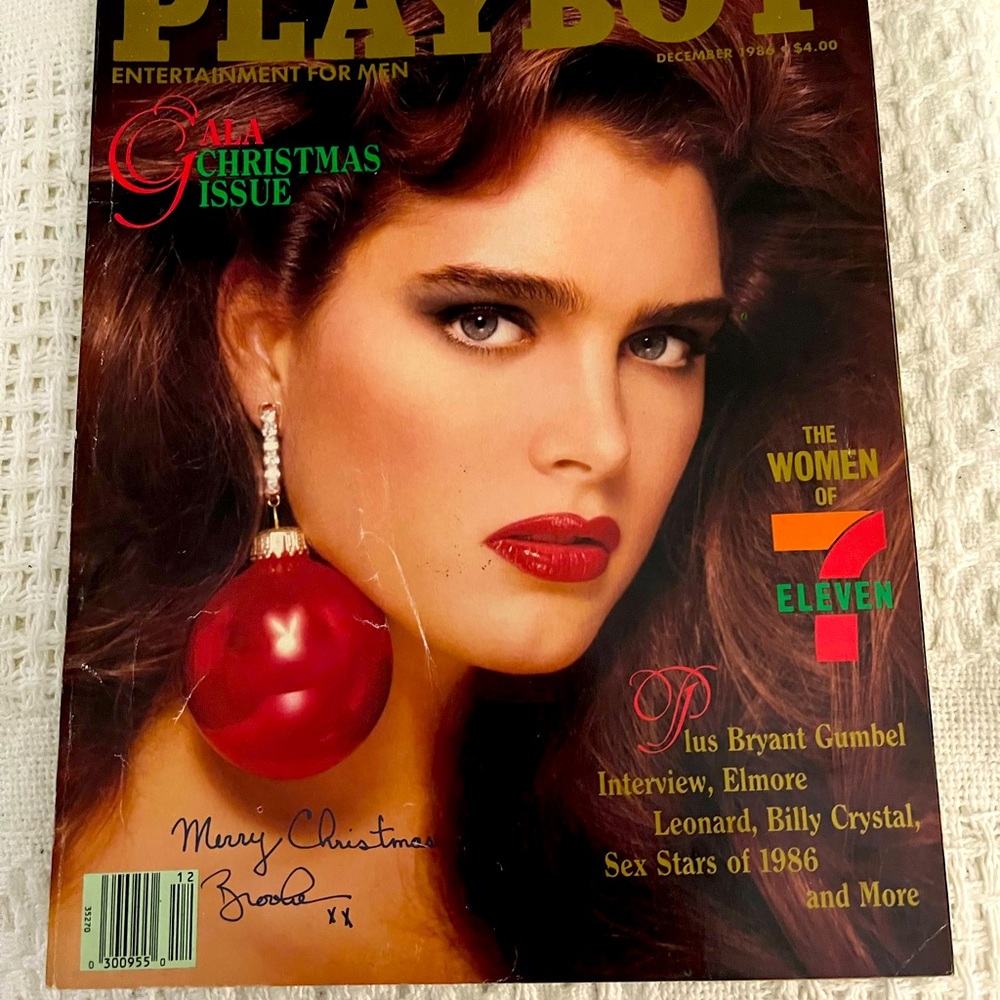 PLAYBOY
ENTERTAINMENT FOR MEN
DECEMBER 1986 • $4.00
GALA
CHRISTMAS
ISSUE
THE
WOMEN
OF
7
ELEVEN
Plus Bryant Gumbel
Interview, Elmore
Leonard, Billy Crystal,
Sex Stars of 1986
and More
Merry Christmas
Brooke
xx
12
35270
0 300955 0